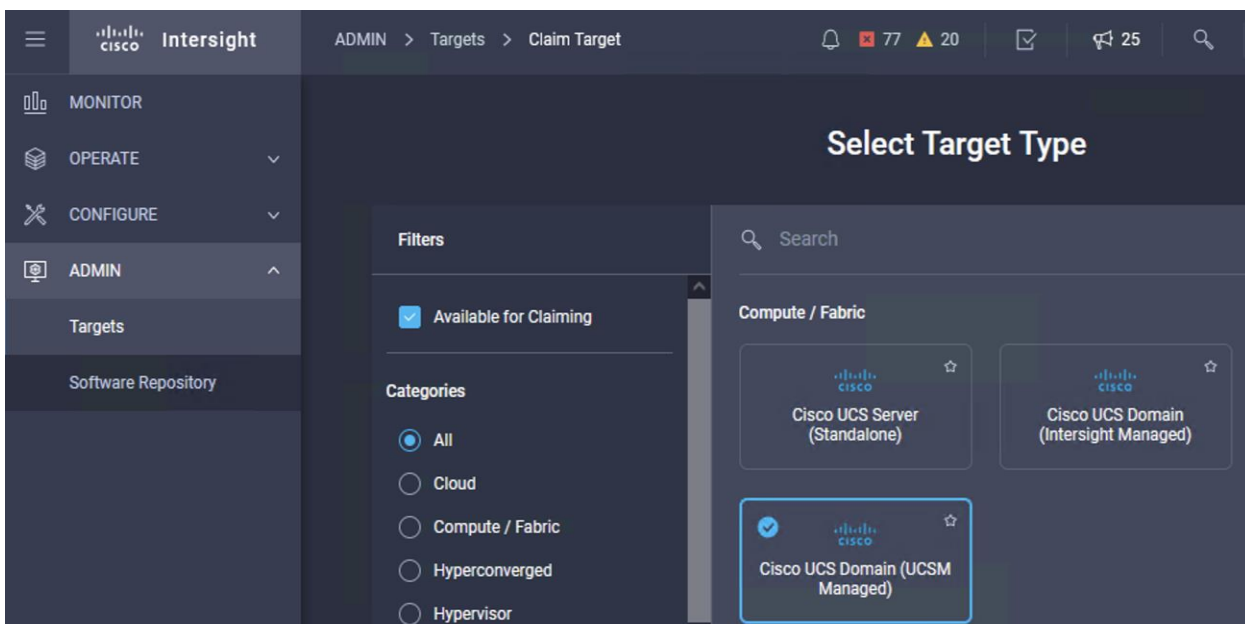 CISCO Intersight
ADMIN > Targets > Claim Target
77
20
25
MONITOR
OPERATE
CONFIGURE
ADMIN
Targets
Software Repository
Select Target Type
Filters
Available for Claiming
Categories
All
Cloud
Compute / Fabric
Hyperconverged
Hypervisor
Search
Compute / Fabric
CISCO
Cisco UCS Server
(Standalone)
CISCO
Cisco UCS Domain
(Intersight Managed)
CISCO
Cisco UCS Domain (UCSM
Managed)